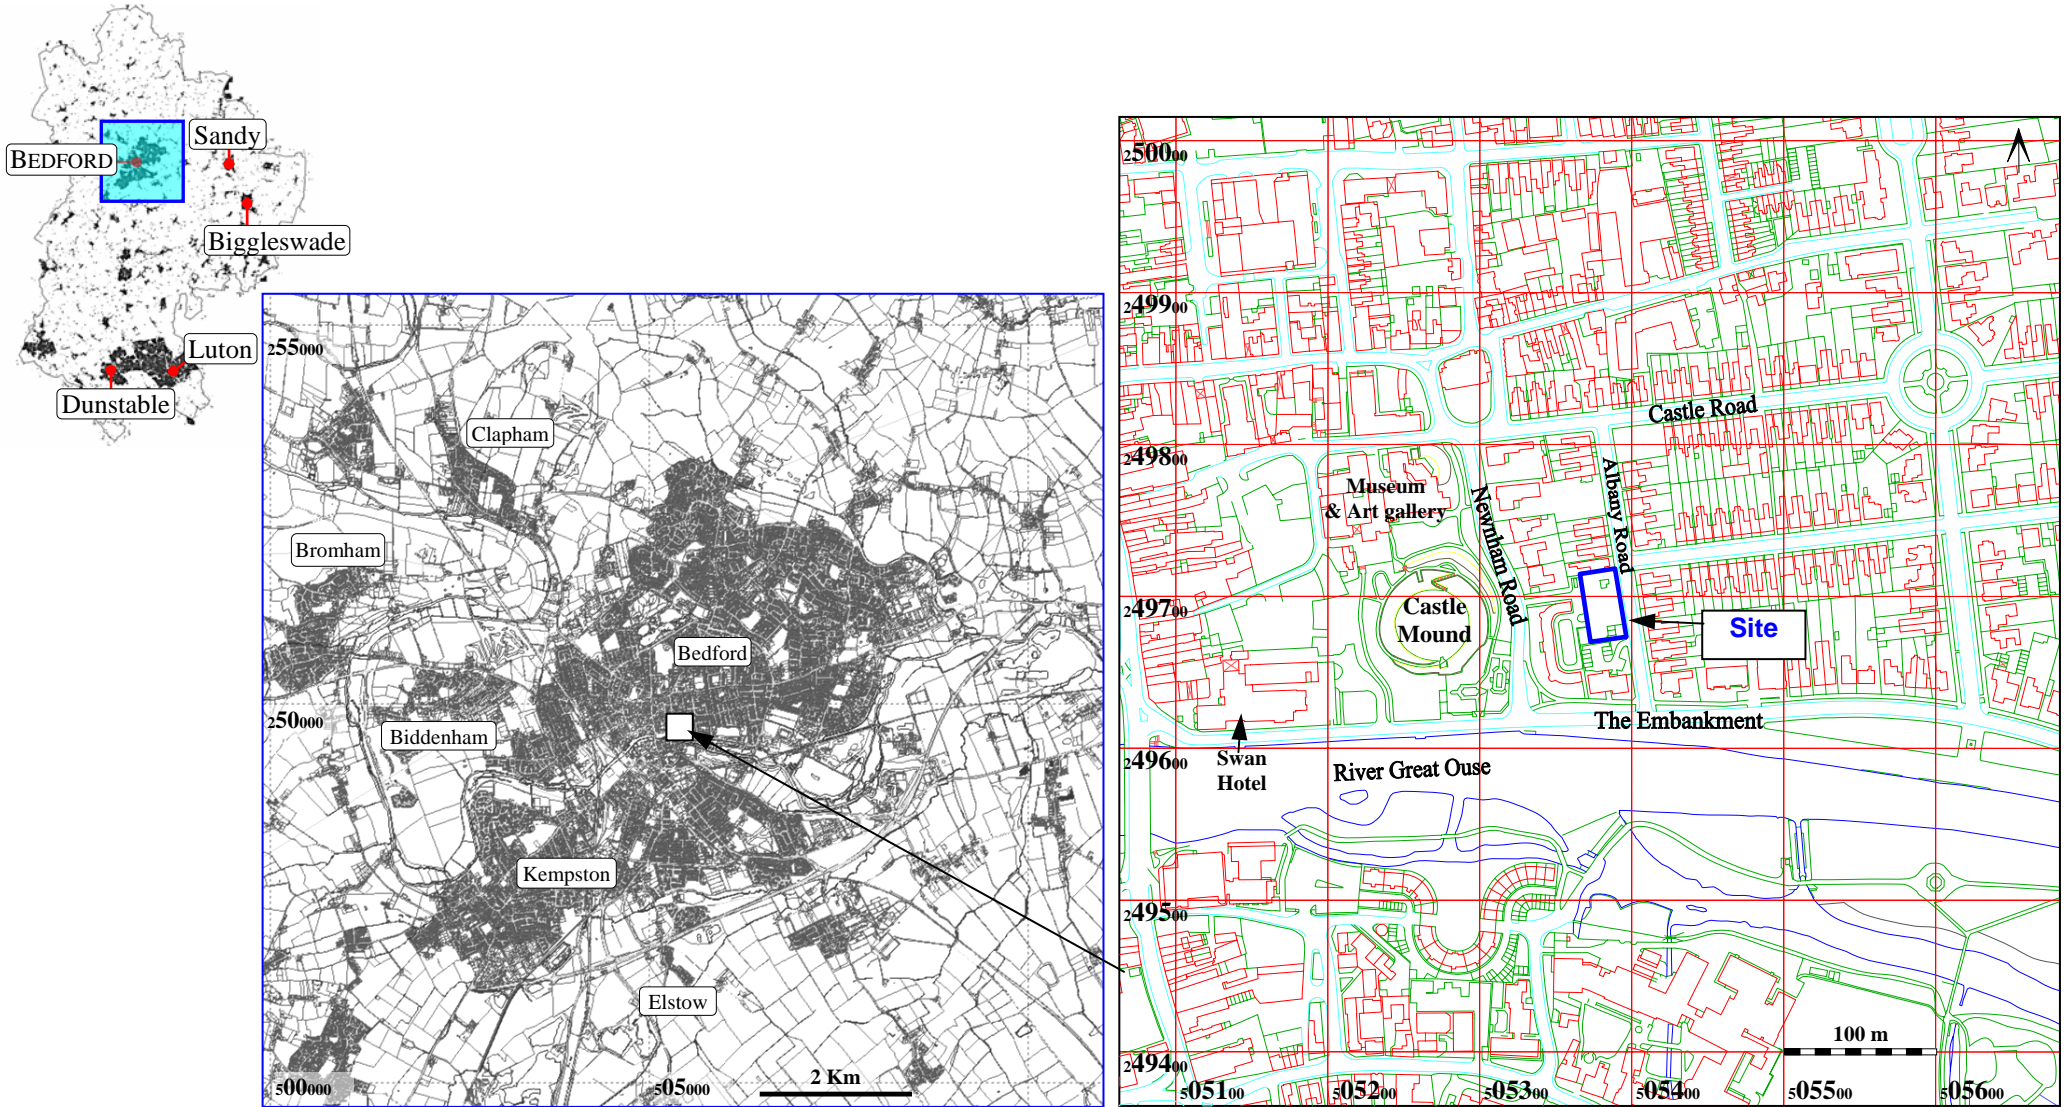 Sandy
BEDFORD
Biggleswade
Luton
Dunstable
255000
Clapham
Bromham
Bedford
250000
Biddenham
Kempston
Elstow
500000
505000
2 Km
250000
249900
Castle Road
249800
Albany Road
Museum
& Art gallery
Newnham Road
249700
Castle
Mound
Site
The Embankment
249600
Swan
Hotel
River Great Ouse
249500
100 m
249400
505100
505200
505300
505400
505500
505600